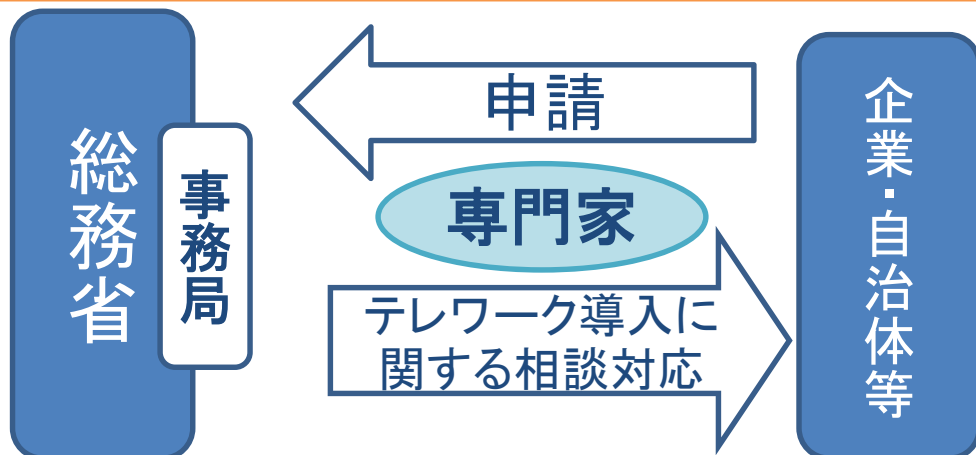 総務省
事務局
申請
専門家
テレワーク導入に
関する相談対応
企業・自治体等